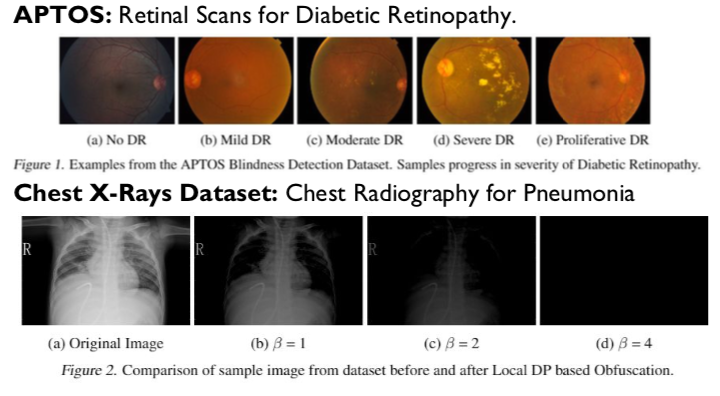 APTOS: Retinal Scans for Diabetic Retinopathy.
(a) No DR (b) Mild DR (c) Moderate DR (d) Severe DR (e) Proliferative DR
Figure 1. Examples from the APTOS Blindness Detection Dataset. Samples progress in severity of Diabetic Retinopathy.
Chest X-Rays Dataset: Chest Radiography for Pneumonia
R R R
(a) Original Image (b) β = 1 (c) β = 2 (d) β = 4
Figure 2. Comparison of sample image from dataset before and after Local DP based Obfuscation.